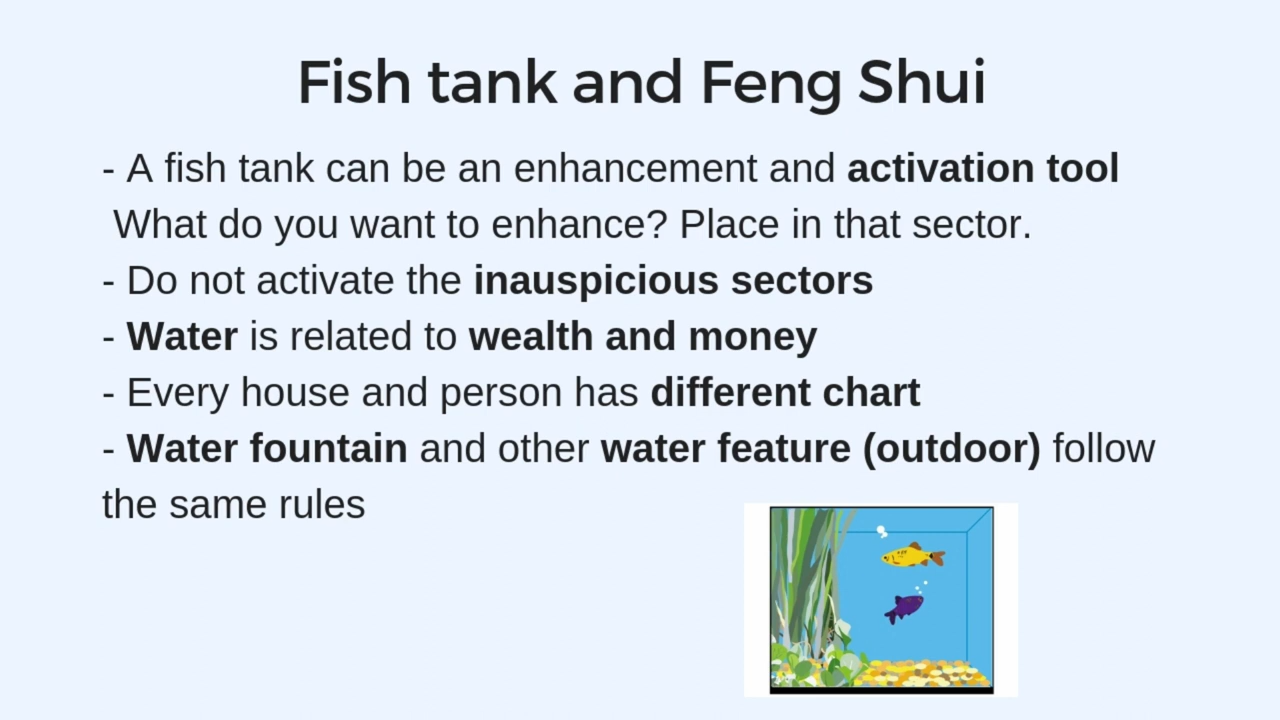 Fish tank and Feng Shui
- A fish tank can be an enhancement and activation tool
What do you want to enhance? Place in that sector.
- Do not activate the inauspicious sectors
- Water is related to wealth and money
- Every house and person has different chart
- Water fountain and other water feature (outdoor) follow
the same rules